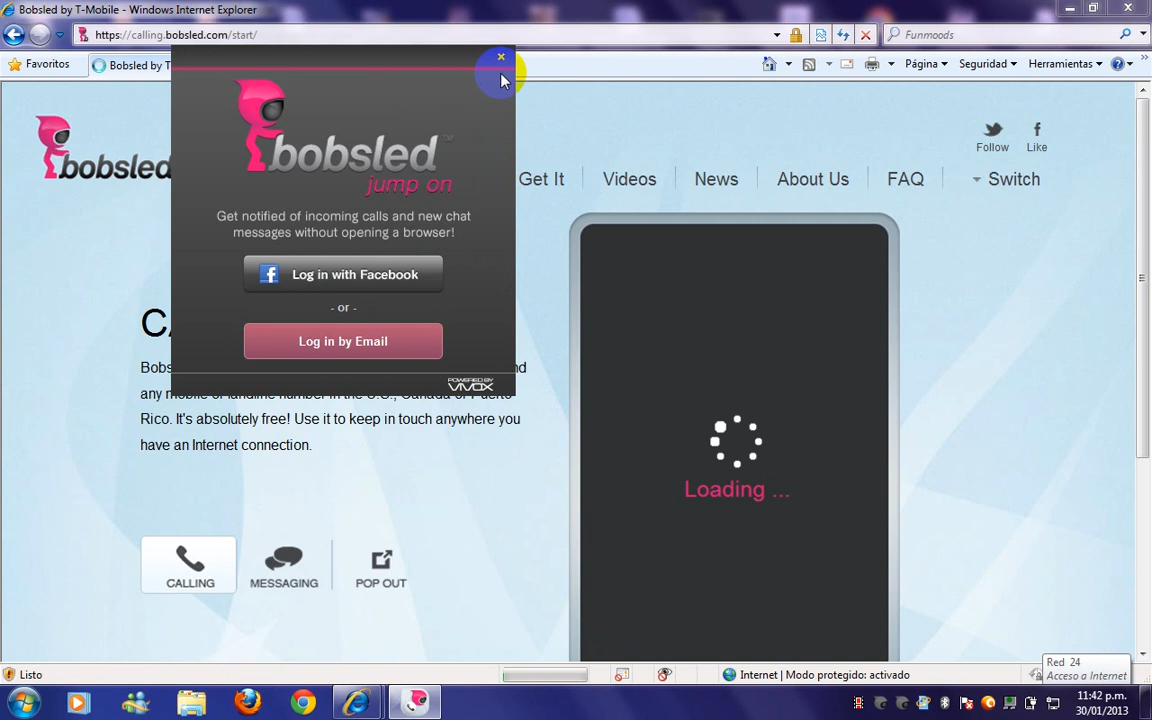 Bobsled by T-Mobile - Windows Internet Explorer
https://calling.bobsled.com/start/
Funmoods
Favoritos
Bobsled by T
Página
Seguridad
Herramientas
bobsled
jump on
Get notified of incoming calls and new chat
messages without opening a browser!
Log in with Facebook
- or -
Log in by Email
POWERED BY
VIVOX
bobsled
Follow
Like
Get It
Videos
News
About Us
FAQ
Switch
Bobs
nd
any mobile or landline number in the U.S., Canada or Puerto
Rico. It's absolutely free! Use it to keep in touch anywhere you
have an Internet connection.
Loading ...
CALLING
MESSAGING
POP OUT
Listo
Internet | Modo protegido: activado
Red 24
Acceso a Internet
11:42 p.m.
30/01/2013